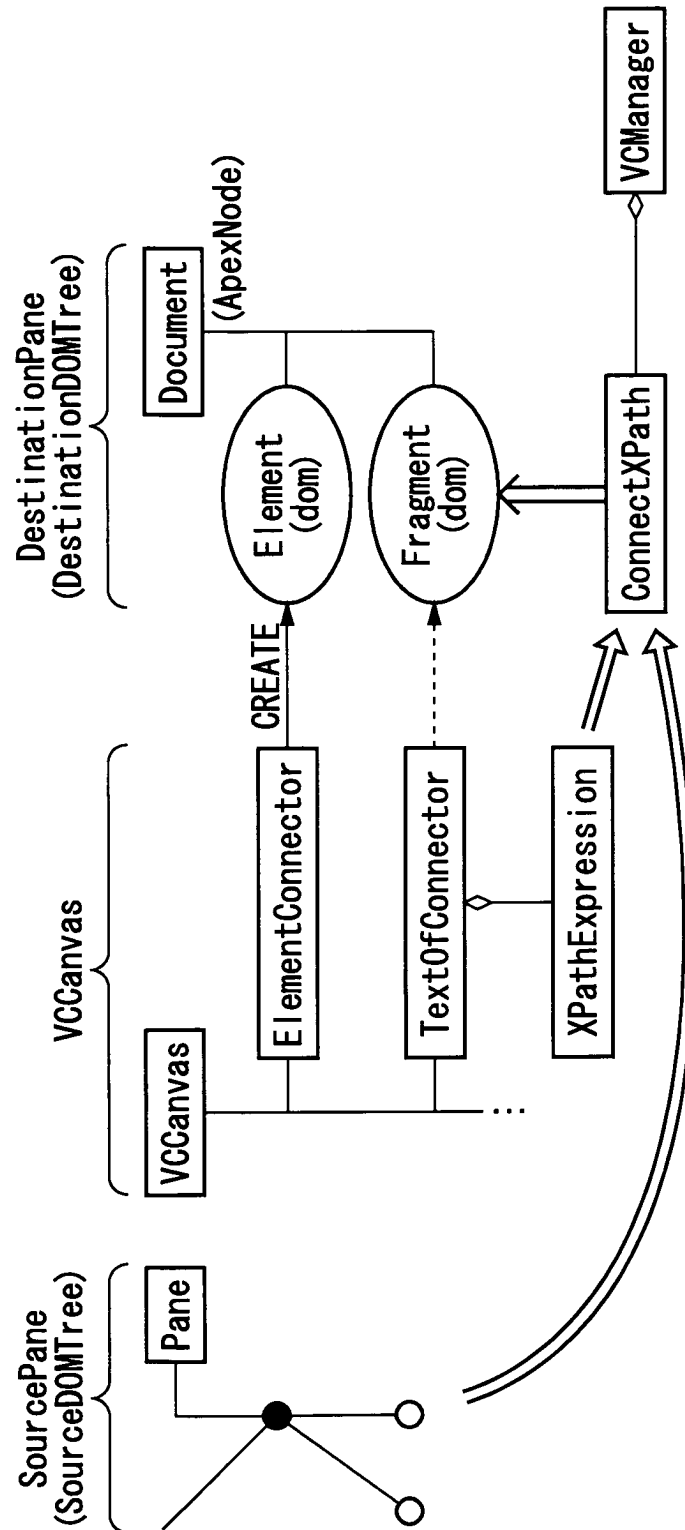 SourcePane
(SourceDOMTree)
Pane
VCCanvas
VCCanvas
ElementConnector
TextOfConnector
XPathExpression
...
CREATE
DestinationPane
(DestinationDOMTree)
Document
(ApexNode)
Element
(dom)
Fragment
(dom)
ConnectXPath
VCManager